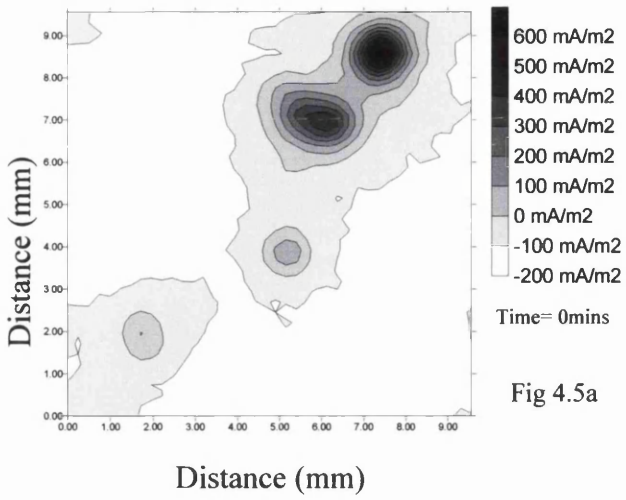 9.00
8.00
7.00
6.00
5.00
4.00
3.00
2.00
1.00
0.00
0.00 1.00 2.00 3.00 4.00 5.00 6.00 7.00 8.00 9.00
Distance (mm)
Distance (mm)
600 mA/m2
500 mA/m2
400 mA/m2
300 mA/m2
200 mA/m2
100 mA/m2
0 mA/m2
-100 mA/m2
-200 mA/m2
Time= 0mins
Fig 4.5a